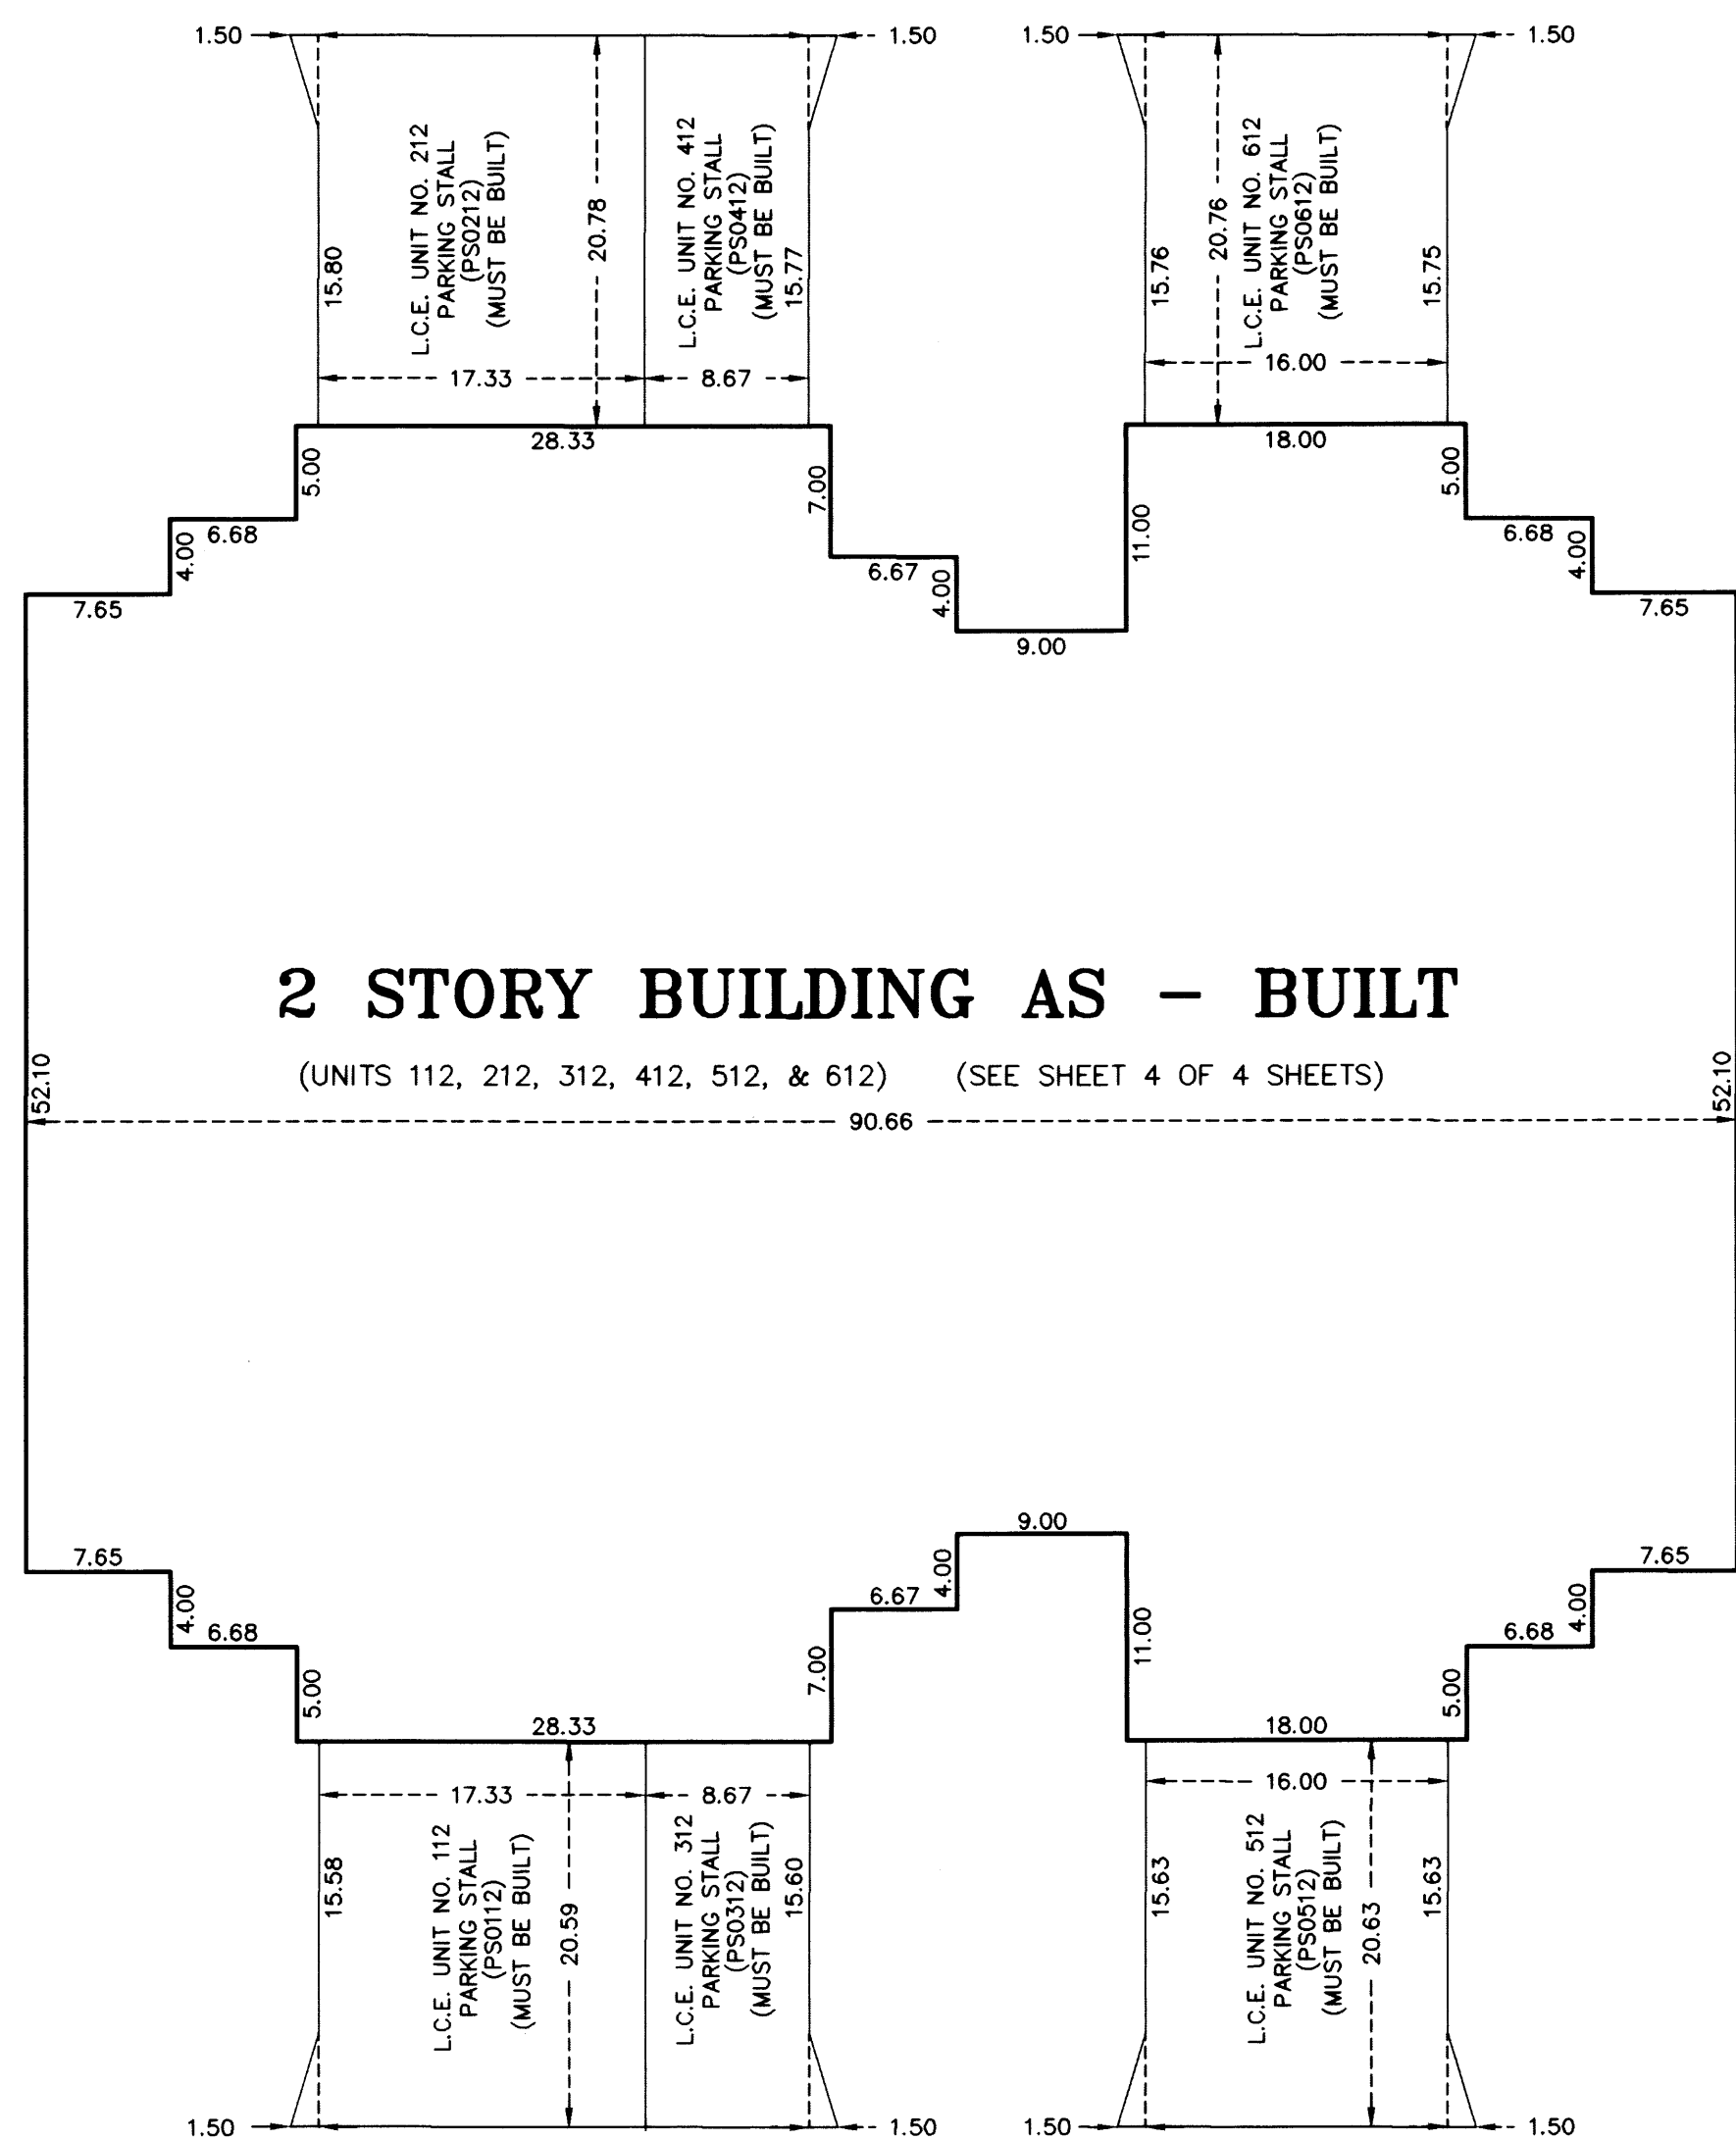 1.50
1.50
1.50
1.50
L.C.E. UNIT NO. 212
PARKING STALL
(PS0212)
(MUST BE BUILT)
15.80
20.78
L.C.E. UNIT NO. 412
PARKING STALL
(PS0412)
(MUST BE BUILT)
15.77
L.C.E. UNIT NO. 612
PARKING STALL
(PS0612)
(MUST BE BUILT)
15.76
20.76
15.75
17.33
8.67
16.00
28.33
18.00
5.00
7.00
11.00
5.00
6.68
4.00
6.67
4.00
6.68
4.00
7.65
9.00
7.65
2 STORY BUILDING AS - BUILT
(UNITS 112, 212, 312, 412, 512, & 612) (SEE SHEET 4 OF 4 SHEETS)
52.10
52.10
90.66
9.00
7.65
7.65
4.00
6.67
4.00
4.00
6.68
6.68
5.00
7.00
11.00
5.00
28.33
18.00
17.33
8.67
16.00
15.58
L.C.E. UNIT NO. 112
PARKING STALL
(PS0112)
(MUST BE BUILT)
20.59
L.C.E. UNIT NO. 312
PARKING STALL
(PS0312)
(MUST BE BUILT)
15.60
15.63
L.C.E. UNIT NO. 512
PARKING STALL
(PS0512)
(MUST BE BUILT)
20.63
15.63
1.50
1.50
1.50
1.50